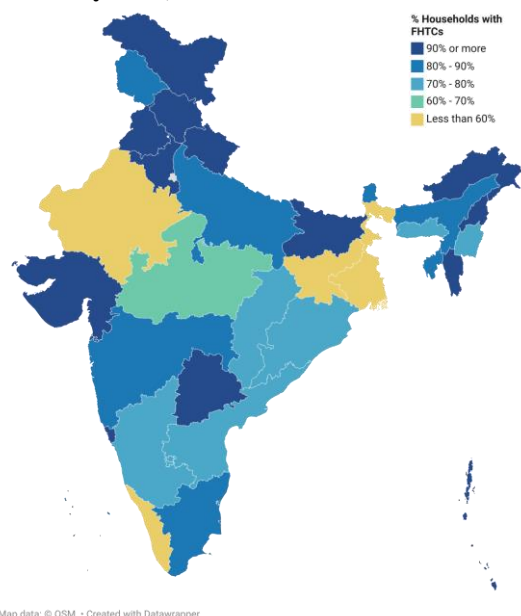 % Households with
FHTCs
90% or more
80% - 90%
70% - 80%
60% - 70%
Less than 60%
Map data: © OSM • Created with Datawrapper